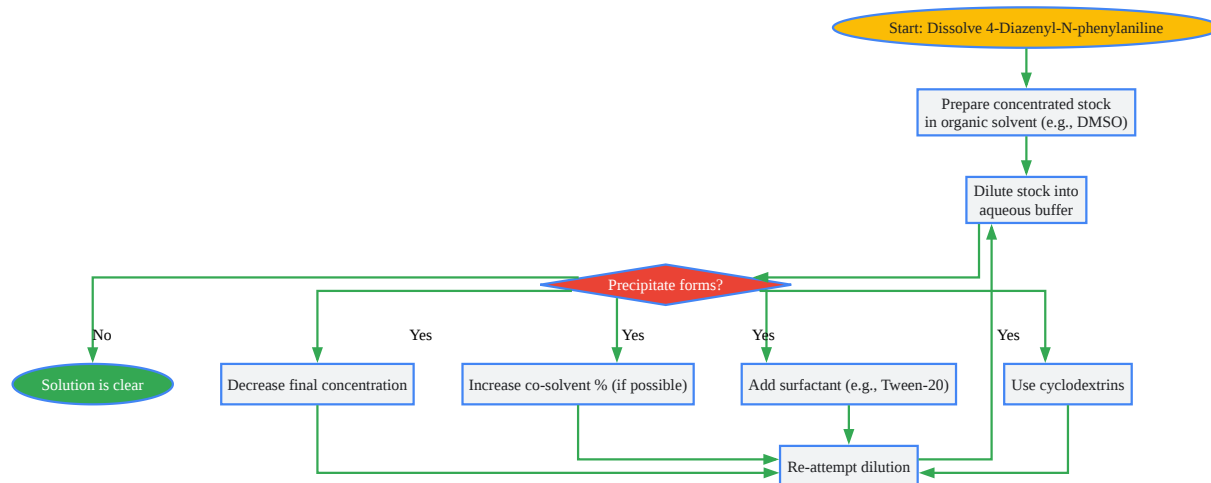 Start: Dissolve 4-Diazenyl-N-phenylaniline
Prepare concentrated stock
in organic solvent (e.g., DMSO)
Dilute stock into
aqueous buffer
Precipitate forms?
No
Yes
Yes
Yes
Yes
Solution is clear
Decrease final concentration
Increase co-solvent % (if possible)
Add surfactant (e.g., Tween-20)
Use cyclodextrins
Re-attempt dilution